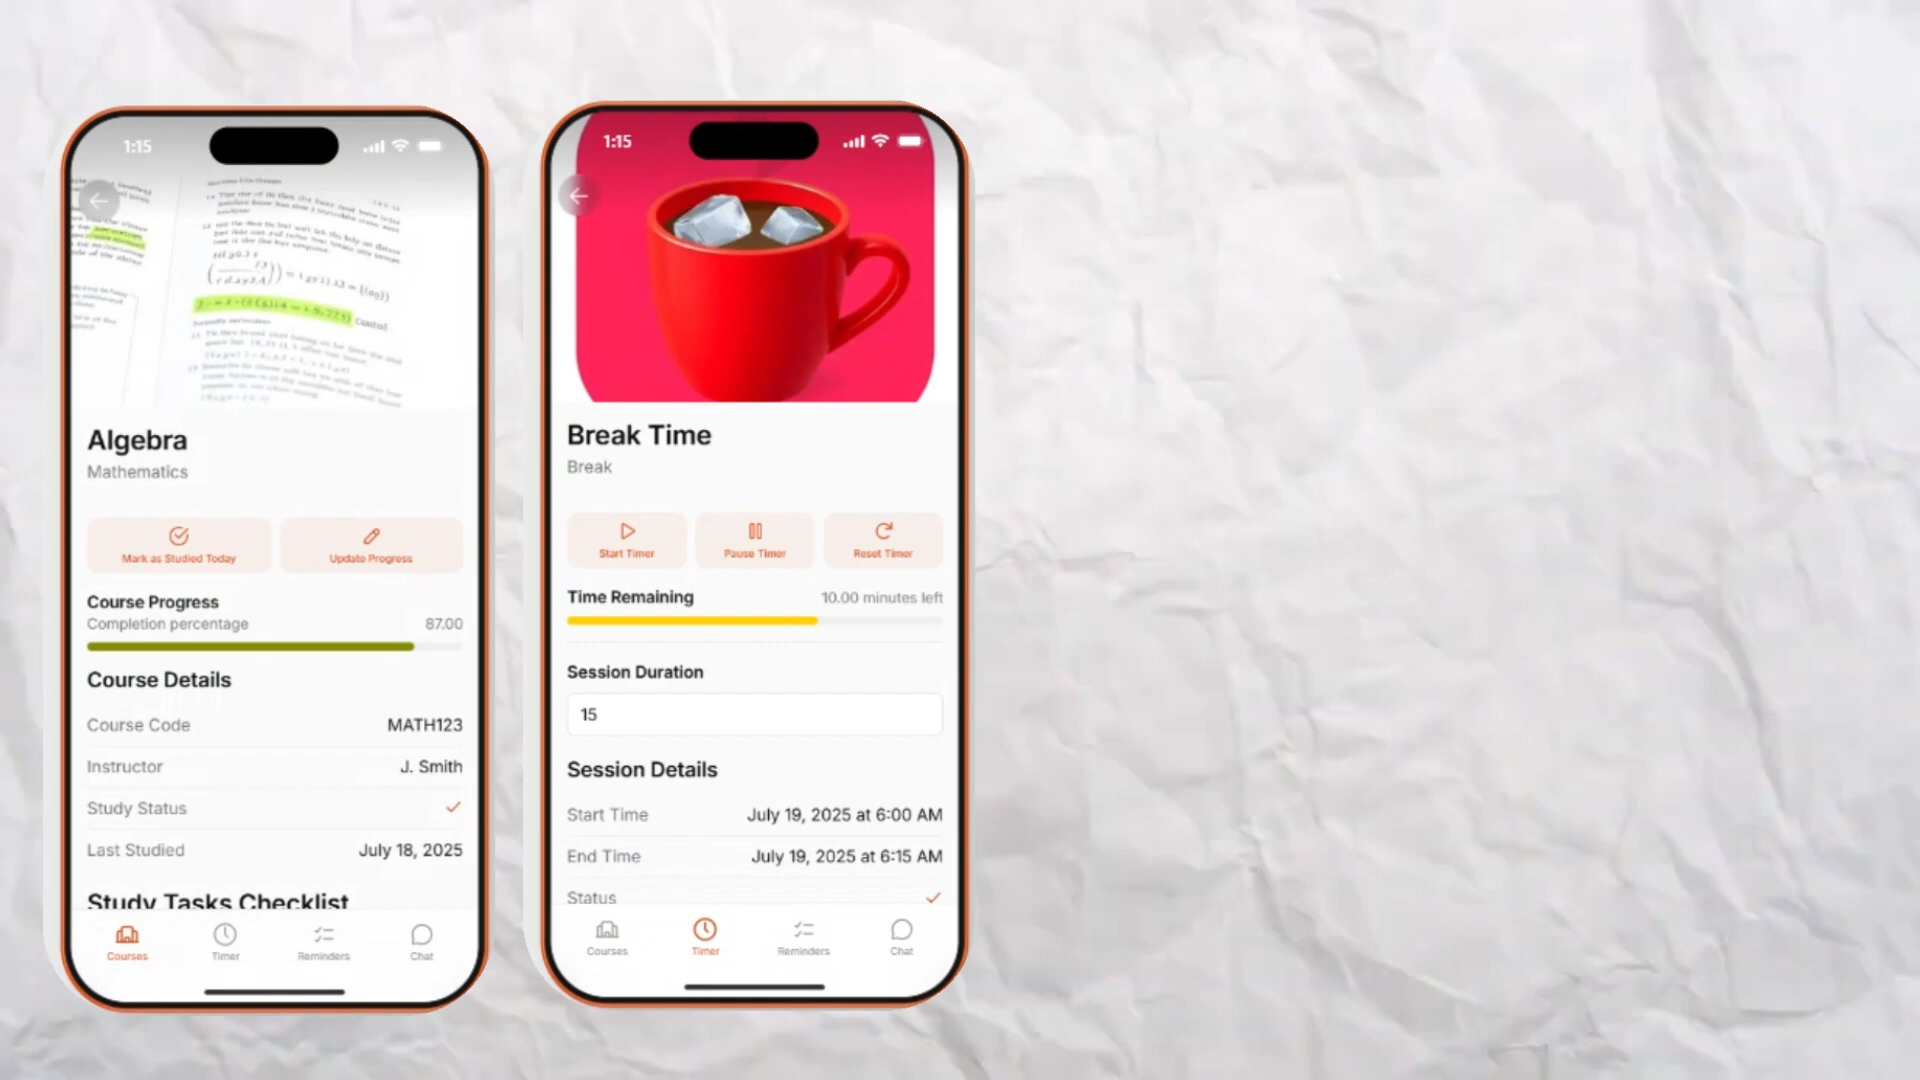 1:15
Algebra
Mathematics
Mark as Studied Today
Update Progress
Course Progress
Completion percentage
87.00
Course Details
Course Code
MATH123
Instructor
J. Smith
Study Status
Last Studied
July 18, 2025
Study Tasks Checklist
Courses
Timer
Reminders
Chat
1:15
Break Time
Break
Start Timer
Pause Timer
Reset Timer
Time Remaining
10.00 minutes left
Session Duration
15
Session Details
Start Time
July 19, 2025 at 6:00 AM
End Time
July 19, 2025 at 6:15 AM
Status
Courses
Timer
Reminders
Chat